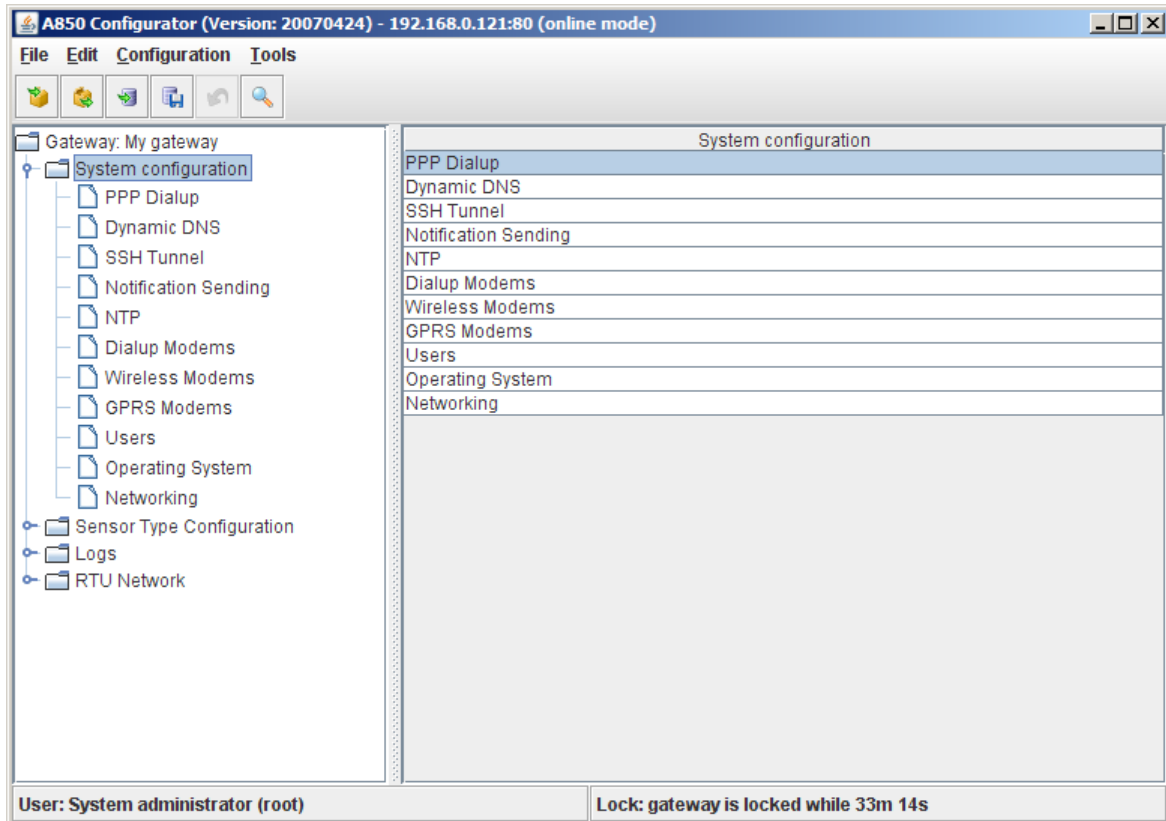 A850 Configurator (Version: 20070424) - 192.168.0.121:80 (online mode)
File Edit Configuration Tools
Gateway: My gateway
System configuration
PPP Dialup
Dynamic DNS
SSH Tunnel
Notification Sending
NTP
Dialup Modems
Wireless Modems
GPRS Modems
Users
Operating System
Networking
Sensor Type Configuration
Logs
RTU Network
System configuration
PPP Dialup
Dynamic DNS
SSH Tunnel
Notification Sending
NTP
Dialup Modems
Wireless Modems
GPRS Modems
Users
Operating System
Networking
User: System administrator (root)
Lock: gateway is locked while 33m 14s